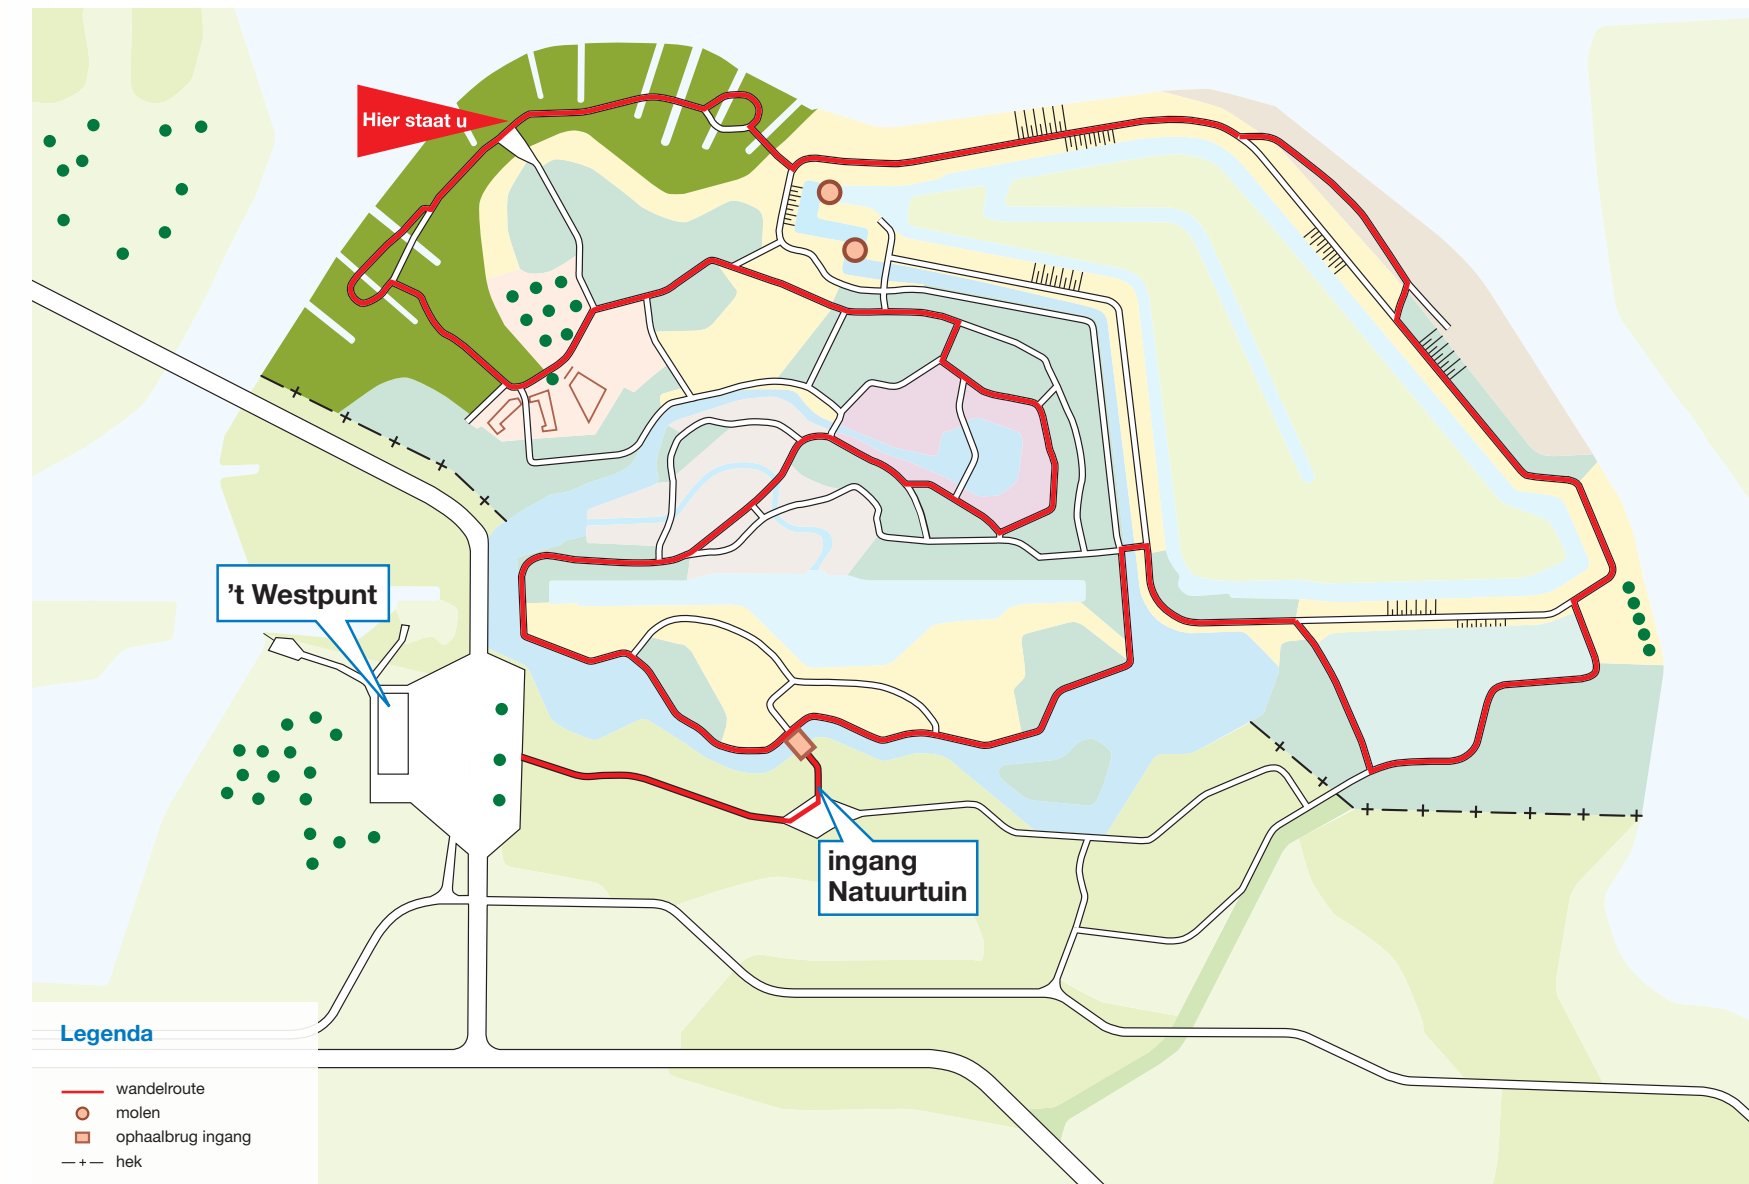 Hier staat u
’t Westpunt
ingang
Natuurtuin
Legenda
wandelroute
molen
ophaalbrug ingang
hek